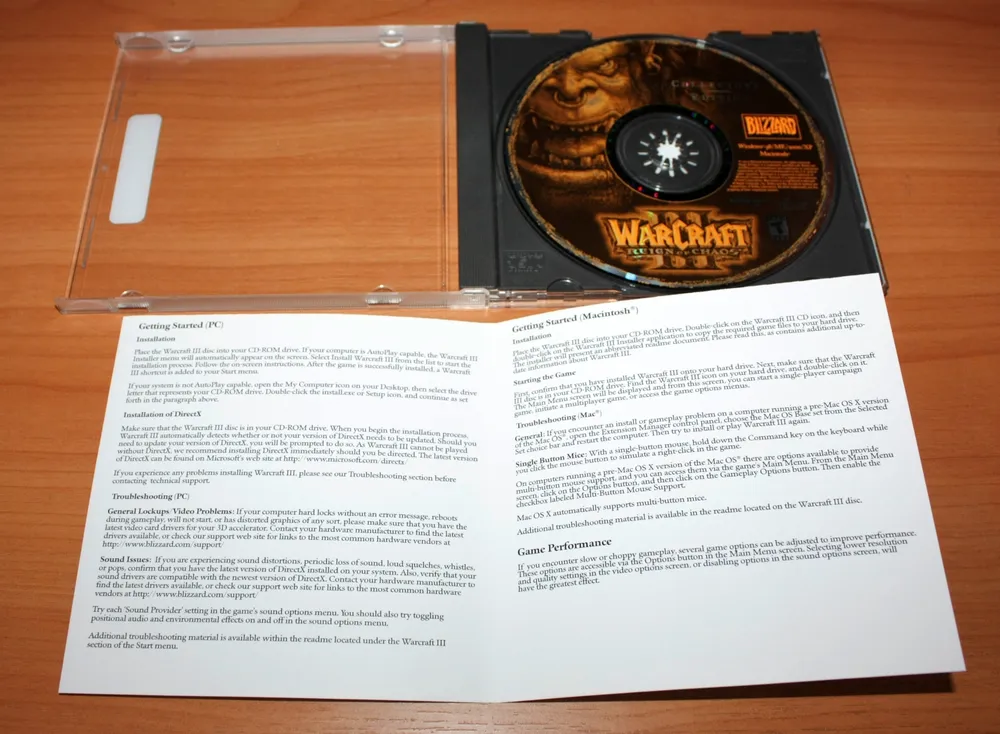 COLLECTOR'S
EDITION
BLIZZARD
Windows 98/ME/2000/XP
Macintosh
WARCRAFT
III
REIGN OF CHAOS
Getting Started (PC)
Installation
Place the Warcraft III disc into your CD-ROM drive. If your computer is AutoPlay capable, the Warcraft III
Installer menu will automatically appear on the screen. Select Install Warcraft III from the list to start the
installation process. Follow the on-screen instructions. After the game is successfully installed, a Warcraft
III shortcut is added to your Start menu.
If your system is not AutoPlay capable, open the My Computer icon on your Desktop, then select the drive
letter that represents your CD-ROM drive. Double-click the install.exe or Setup icon, and continue as set
forth in the paragraph above.
Installation of DirectX
Make sure that the Warcraft III disc is in your CD-ROM drive. When you begin the installation process,
Warcraft III automatically detects whether or not your version of DirectX needs to be updated. Should you
need to update your version of DirectX, you will be prompted to do so. As Warcraft III cannot be played
without DirectX, we recommend installing DirectX immediately should you be directed. The latest version
of DirectX can be found on Microsoft's web site at http://www.microsoft.com/directx/
If you experience any problems installing Warcraft III, please see our Troubleshooting section before
contacting technical support.
Troubleshooting (PC)
General Lockups/Video Problems: If your computer hard locks without an error message, reboots
during gameplay, will not start, or has distorted graphics of any sort, please make sure that you have the
latest video card drivers for your 3D accelerator. Contact your hardware manufacturer to find the latest
drivers available, or check our support web site for links to the most common hardware vendors at
http://www.blizzard.com/support/
Sound Issues: If you are experiencing sound distortions, periodic loss of sound, loud squelches, whistles,
or pops, confirm that you have the latest version of DirectX installed on your system. Also, verify that your
sound drivers are compatible with the newest version of DirectX. Contact your hardware manufacturer to
find the latest drivers available, or check our support web site for links to the most common hardware
vendors at http://www.blizzard.com/support/
Try each 'Sound Provider' setting in the game's sound options menu. You should also try toggling
positional audio and environmental effects on and off in the sound options menu.
Additional troubleshooting material is available within the readme located under the Warcraft III
section of the Start menu.
Getting Started (Macintosh®)
Installation
Place the Warcraft III disc into your CD-ROM drive. Double-click on the Warcraft III CD icon, and then
double-click on the Warcraft III Installer application to copy the required game files to your hard drive.
The installer will present an abbreviated readme document. Please read this, as contains additional up-to-
date information about Warcraft III.
Starting the Game
First, confirm that you have installed Warcraft III onto your hard drive. Next, make sure that the Warcraft
III disc is in your CD-ROM drive. Find the Warcraft III icon on your hard drive, and double-click on it.
The Main Menu screen will be displayed and from this screen, you can start a single-player campaign
game, initiate a multiplayer game, or access the game options menus.
Troubleshooting (Mac®)
General: If you encounter an install or gameplay problem on a computer running a pre-Mac OS X version
of the Mac OS®, open the Extension Manager control panel, choose the Mac OS Base set from the Selected
Set choice bar and restart the computer. Then try to install or play Warcraft III again.
Single Button Mice: With a single-button mouse, hold down the Command key on the keyboard while
you click the mouse button to simulate a right-click in the game.
On computers running a pre-Mac OS X version of the Mac OS® there are options available to provide
multi-button mouse support, and you can access them via the game's Main Menu. From the Main Menu
screen, click on the Options button, and then click on the Gameplay Options button. Then enable the
checkbox labeled Multi-Button Mouse Support.
Mac OS X automatically supports multi-button mice.
Additional troubleshooting material is available in the readme located on the Warcraft III disc.
Game Performance
If you encounter slow or choppy gameplay, several game options can be adjusted to improve performance.
These options are accessible via the Options button in the Main Menu screen. Selecting lower resolution
and quality settings in the video options screen, or disabling options in the sound options screen, will
have the greatest effect.